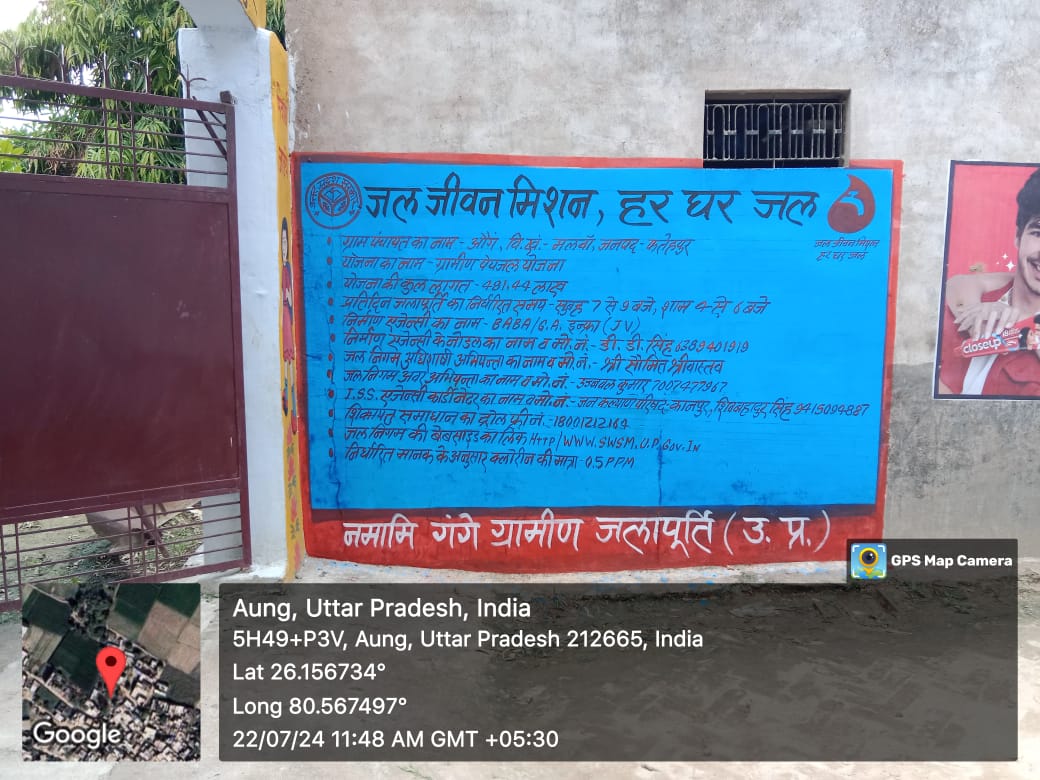 जल जीवन मिशन, हर घर जल
जल जीवन मिशन
हर घर जल
ग्राम पंचायत का नाम - औंग, वि.खं.- मलवॉ, जनपद - फतेहपुर
योजना का नाम - ग्रामीण पेयजल योजना
योजना की कुल लागत - 481.44 लाख
प्रतिदिन जलापूर्ति का निर्धारित समय - सुबह 7 से 9 बजे, शाम 4 से 6 बजे
निर्माण एजेन्सी का नाम - BABA/G.A. इन्फ्रा (JV)
निर्माण एजेन्सी के नोडल का नाम व मो.नं.- डी. डी. सिंह 6389401919
जल निगम अधिशाषी अभियन्ता का नाम व मो.नं.- श्री सौमित्र श्रीवास्तव
जल निगम अवर अभियन्ता का नाम व मो.नं.- उज्जवल कुमार 7007477967
I.S.S. एजेन्सी कार्डिनेटर का नाम व मो.नं.- जन कल्याण परिषद-कानपुर, शिवबहादुर सिंह 9415094887
शिकायत समाधान का ट्रोल फ्री नं.-18001212164
जल निगम की वेबसाइड का लिंक Http/WWW.SWSM.U.P.Gov.In
निर्धारित मानक के अनुसार क्लोरीन की मात्रा - 0.5 PPM
नमामि गंगे ग्रामीण जलापूर्ति (उ. प्र.)
closeup
GPS Map Camera
Aung, Uttar Pradesh, India
5H49+P3V, Aung, Uttar Pradesh 212665, India
Lat 26.156734°
Long 80.567497°
22/07/24 11:48 AM GMT +05:30
Google